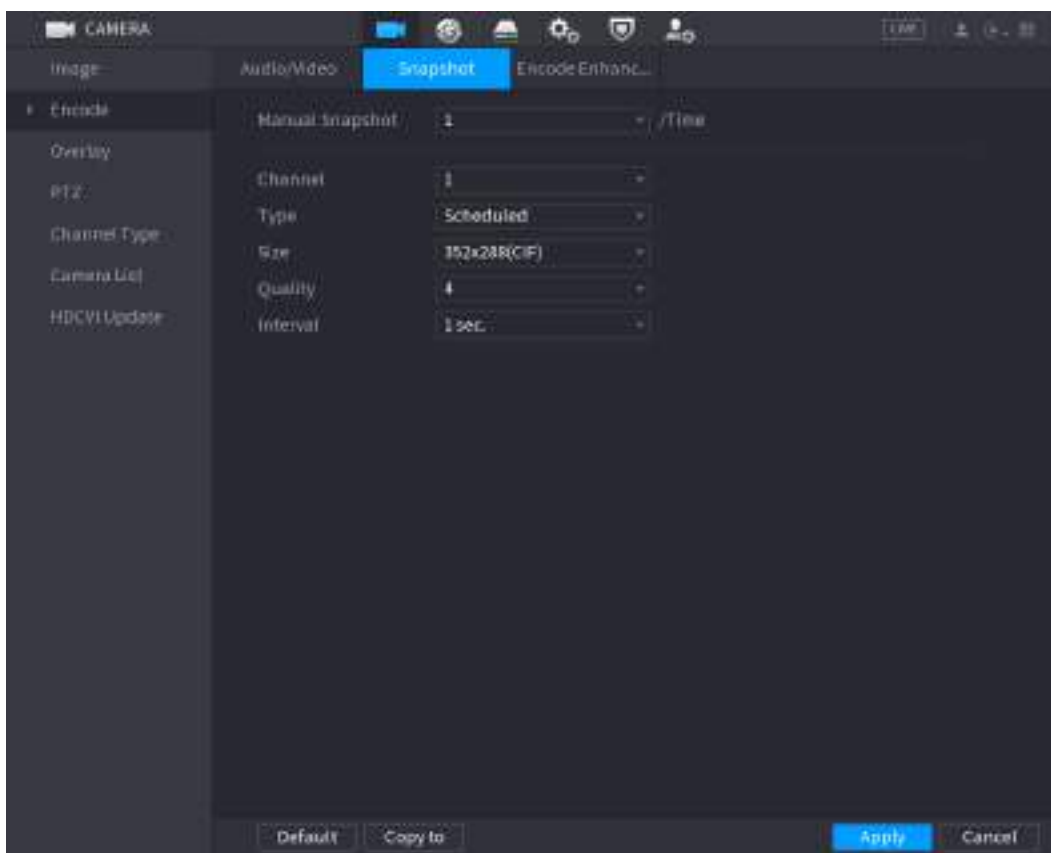 CAMERA LIVE
Image
Encode
Overlay
PTZ
Channel Type
Camera List
HDCVI Update
Audio/Video Snapshot Encode Enhanc...
Manual Snapshot 1 /Time
Channel 1
Type Scheduled
Size 352x288(CIF)
Quality 4
Interval 1 sec.
Default Copy to Apply Cancel